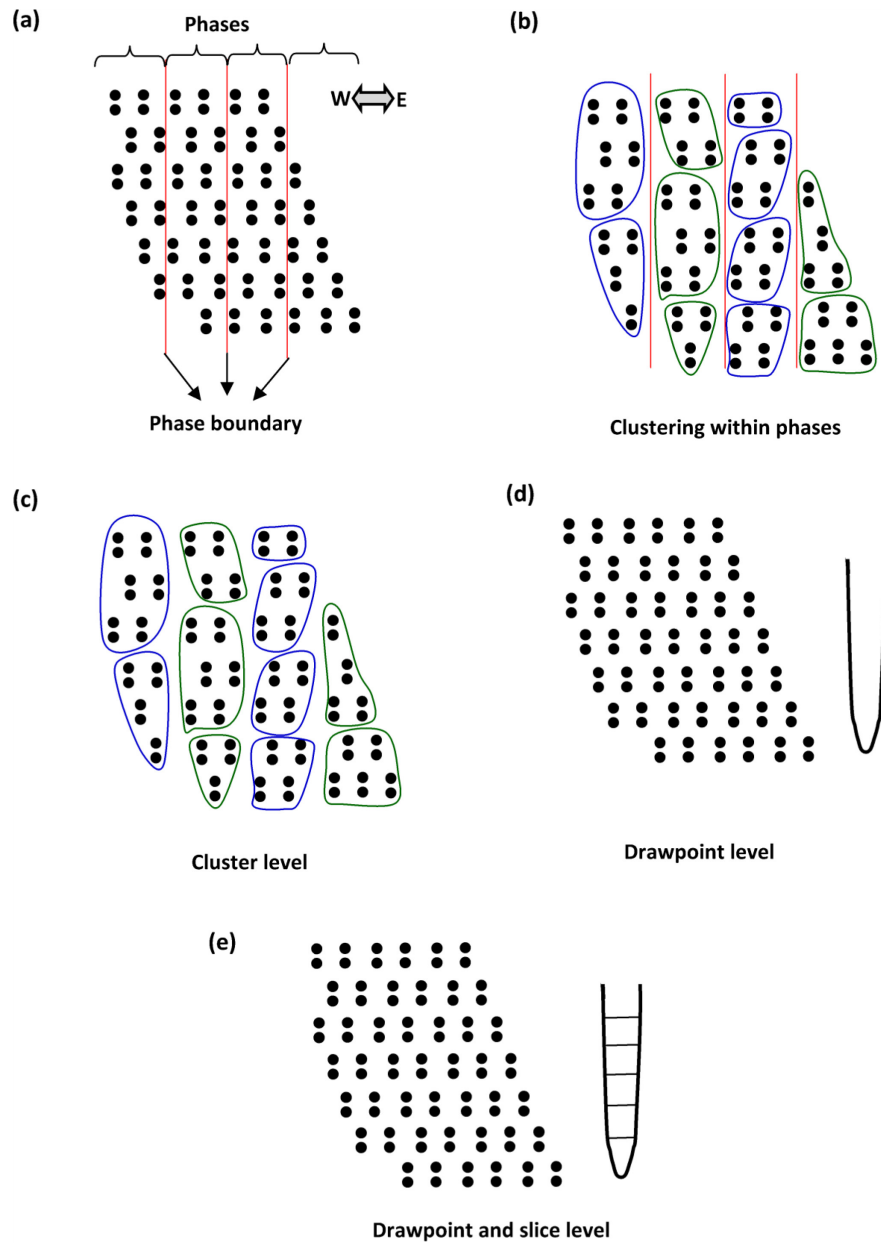 (a)
Phases
W
E
Phase boundary
(b)
Clustering within phases
(c)
Cluster level
(d)
Drawpoint level
(e)
Drawpoint and slice level